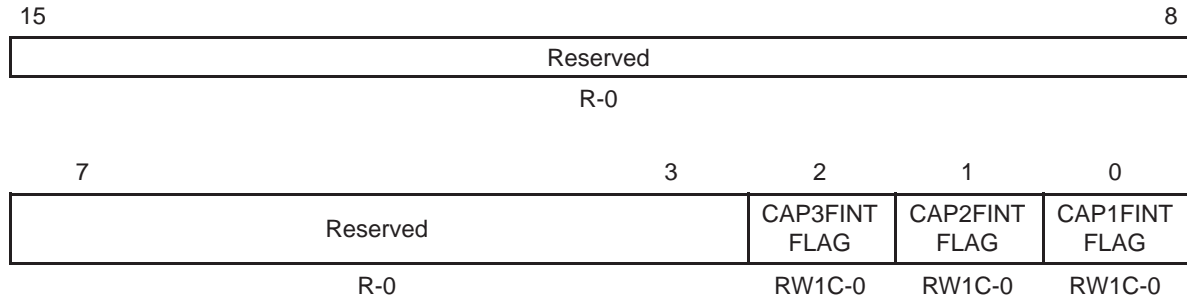 15 8
Reserved
R-0
7 3 2 1 0
Reserved CAP3FINT FLAG CAP2FINT FLAG CAP1FINT FLAG
R-0 RW1C-0 RW1C-0 RW1C-0